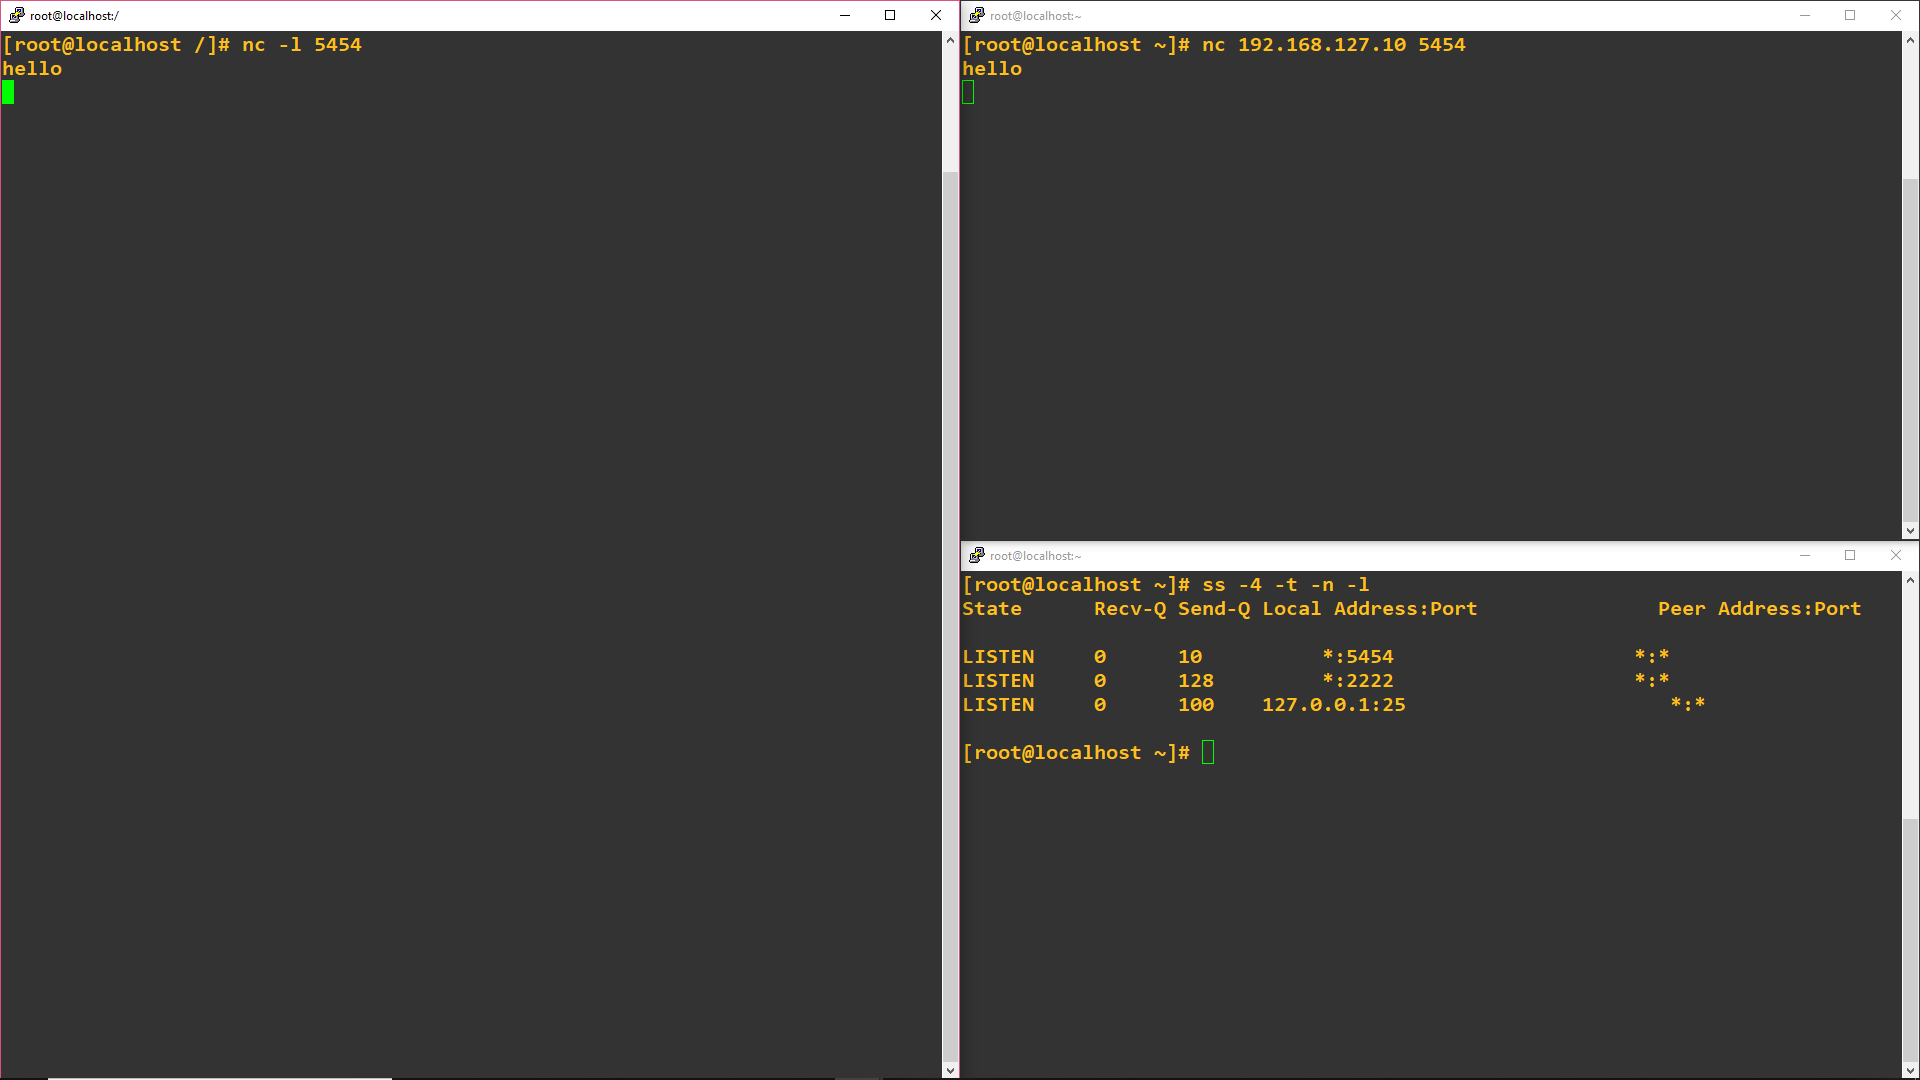 root@localhost:/
[root@localhost /]# nc -l 5454
hello
root@localhost:~
[root@localhost ~]# nc 192.168.127.10 5454
hello
root@localhost:~
[root@localhost ~]# ss -4 -t -n -l
State Recv-Q Send-Q Local Address:Port Peer Address:Port
LISTEN 0 10 *:5454 *:*
LISTEN 0 128 *:2222 *:*
LISTEN 0 100 127.0.0.1:25 *:*
[root@localhost ~]#